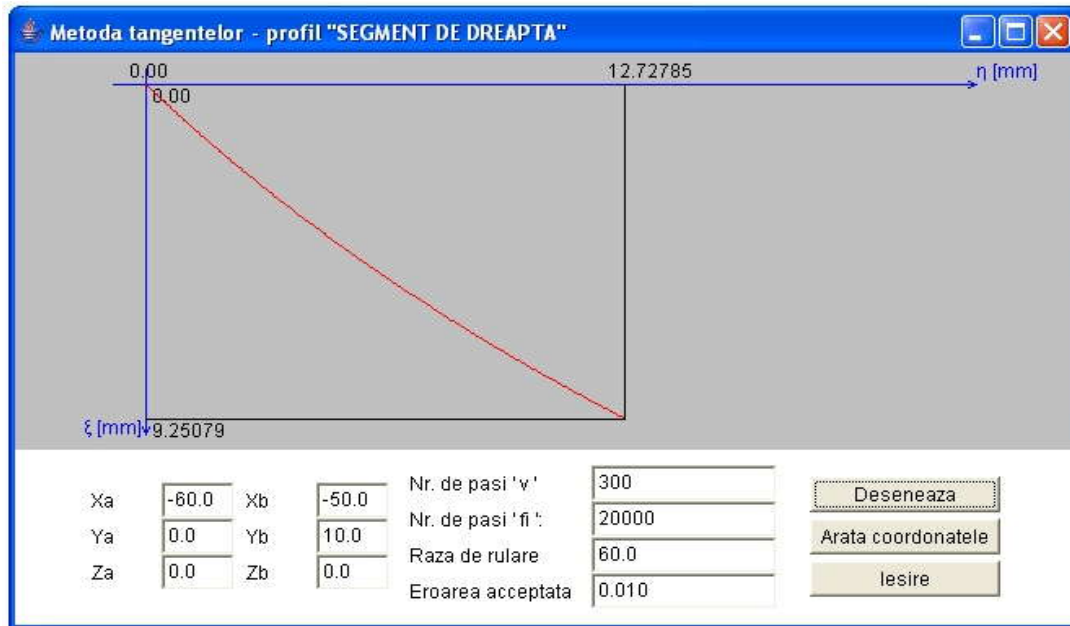 Metoda tangentelor - profil "SEGMENT DE DREAPTA"
0.00
12.72785
η [mm]
0.00
ξ [mm]
9.25079
Xa
-60.0
Xb
-50.0
Ya
0.0
Yb
10.0
Za
0.0
Zb
0.0
Nr. de pasi 'v'
300
Nr. de pasi 'fi':
20000
Raza de rulare
60.0
Eroarea acceptata
0.010
Deseneaza
Arata coordonatele
Iesire